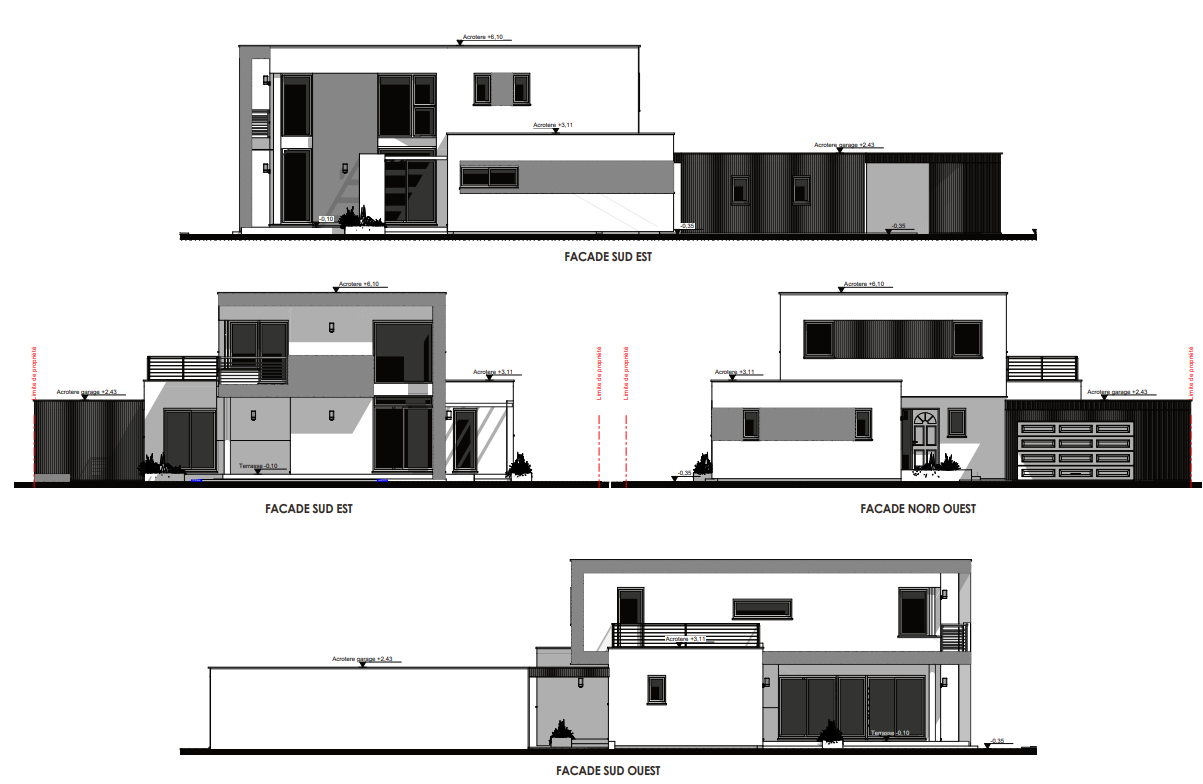 Acrotere +6,10
Acrotere +3,11
Acrotere garage +2,43
-0,10
-0,35
-0,35
FACADE SUD EST
Acrotere +6,10
Limite de propriété
Acrotere +3,11
Acrotere garage +2,43
Terrasse -0,10
Limite de propriété
FACADE SUD EST
Acrotere +6,10
Limite de propriété
Acrotere +3,11
Limite de propriété
Acrotere garage +2,43
-0,35
FACADE NORD OUEST
Acrotere +3,11
Acrotere garage +2,43
Terrasse -0,10
-0,35
FACADE SUD OUEST